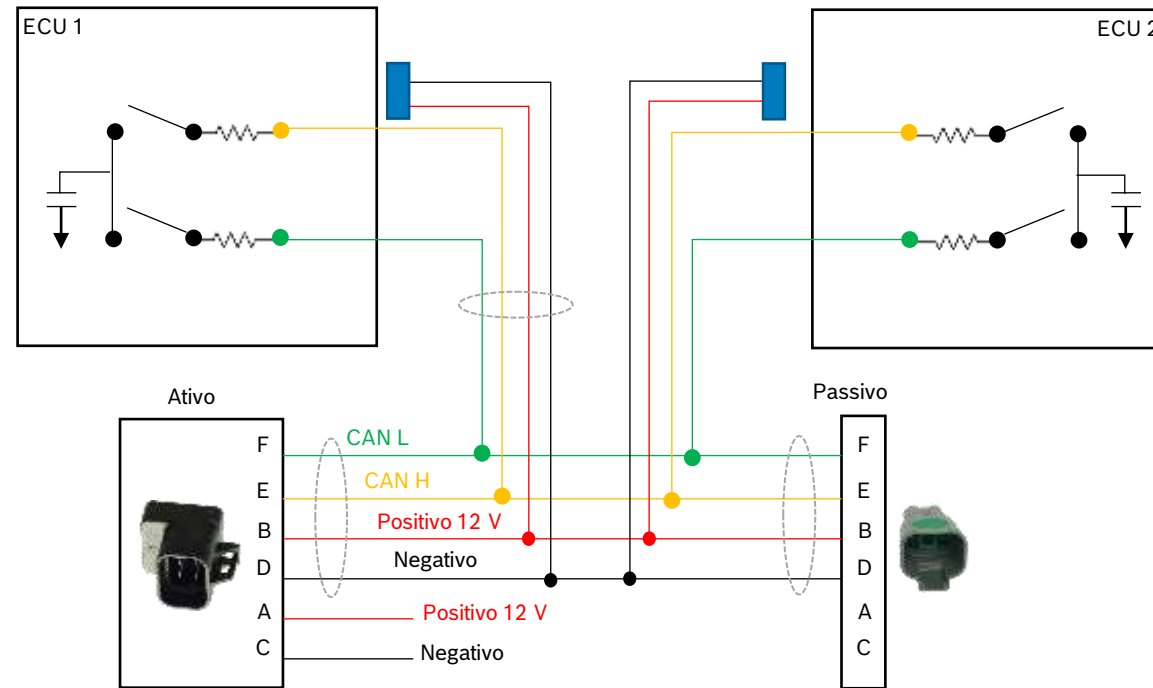 ECU 1
ECU 2
Ativo
Passivo
F
CAN L
F
E
CAN H
E
B
Positivo 12 V
B
D
Negativo
D
A
Positivo 12 V
A
C
Negativo
C